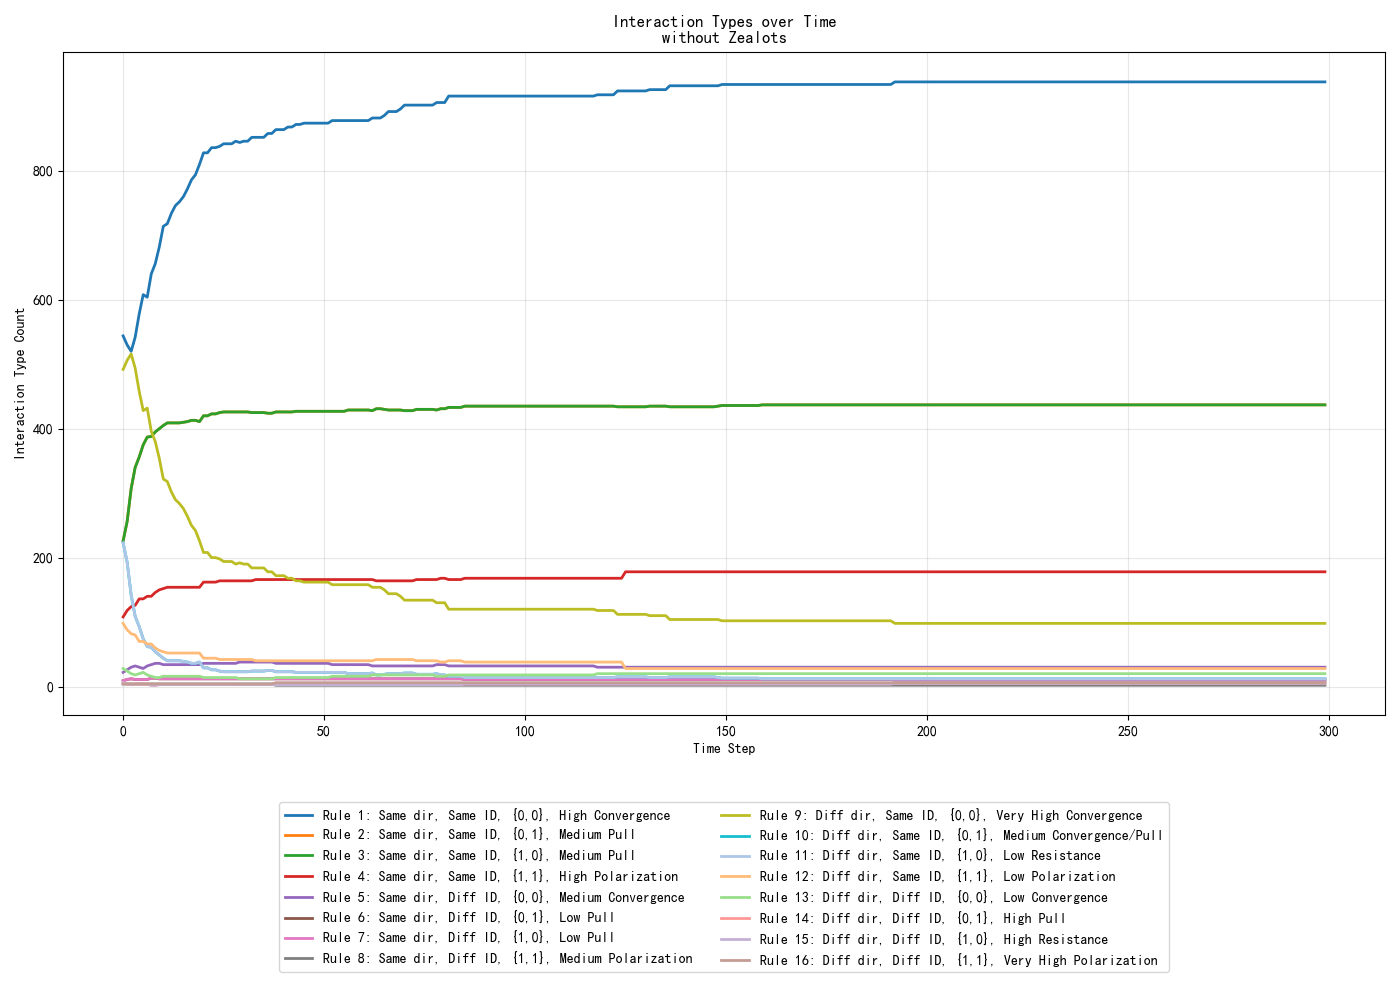 Interaction Types over Time
without Zealots
Interaction Type Count
800
600
400
200
0
0 50 100 150 200 250 300
Time Step
Rule 1: Same dir, Same ID, {0,0}, High Convergence
Rule 2: Same dir, Same ID, {0,1}, Medium Pull
Rule 3: Same dir, Same ID, {1,0}, Medium Pull
Rule 4: Same dir, Same ID, {1,1}, High Polarization
Rule 5: Same dir, Diff ID, {0,0}, Medium Convergence
Rule 6: Same dir, Diff ID, {0,1}, Low Pull
Rule 7: Same dir, Diff ID, {1,0}, Low Pull
Rule 8: Same dir, Diff ID, {1,1}, Medium Polarization
Rule 9: Diff dir, Same ID, {0,0}, Very High Convergence
Rule 10: Diff dir, Same ID, {0,1}, Medium Convergence/Pull
Rule 11: Diff dir, Same ID, {1,0}, Low Resistance
Rule 12: Diff dir, Same ID, {1,1}, Low Polarization
Rule 13: Diff dir, Diff ID, {0,0}, Low Convergence
Rule 14: Diff dir, Diff ID, {0,1}, High Pull
Rule 15: Diff dir, Diff ID, {1,0}, High Resistance
Rule 16: Diff dir, Diff ID, {1,1}, Very High Polarization